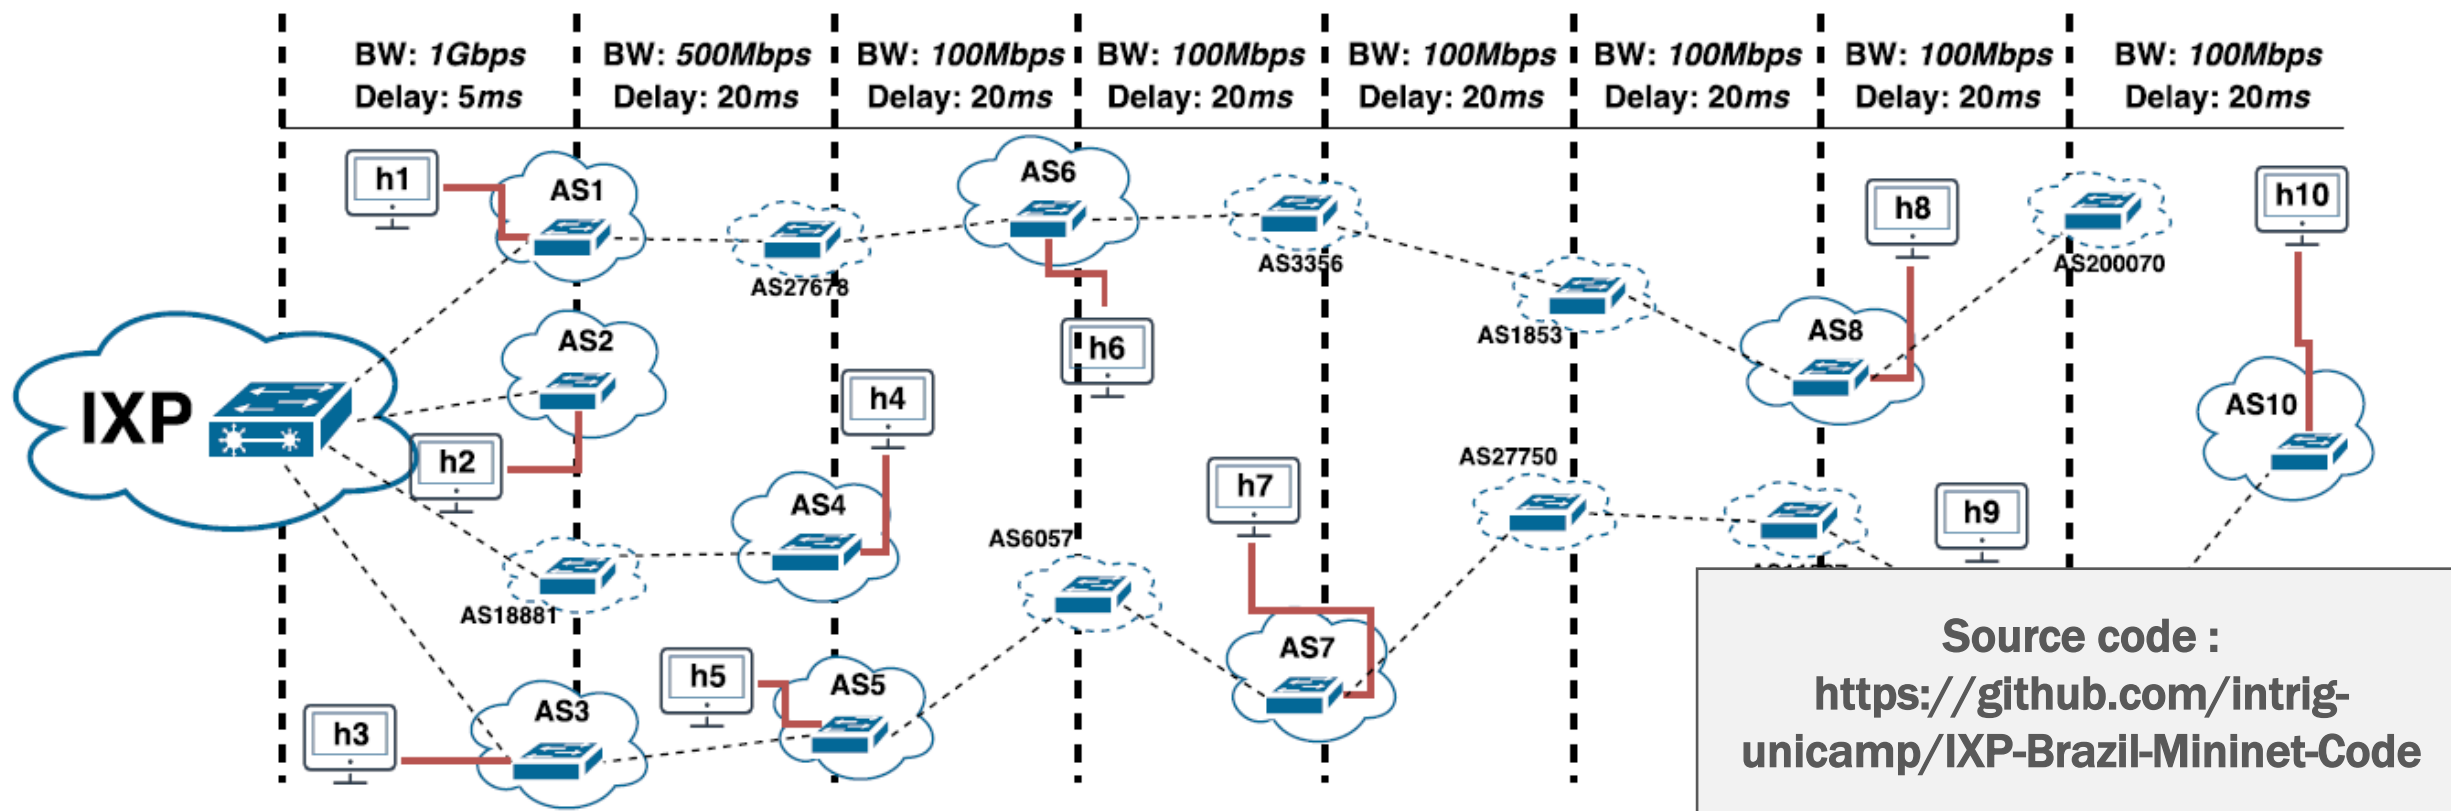 BW: 1Gbps
Delay: 5ms
BW: 500Mbps
Delay: 20ms
BW: 100Mbps
Delay: 20ms
BW: 100Mbps
Delay: 20ms
BW: 100Mbps
Delay: 20ms
BW: 100Mbps
Delay: 20ms
BW: 100Mbps
Delay: 20ms
BW: 100Mbps
Delay: 20ms
h1
AS1
AS27678
AS6
h6
AS3356
AS1853
h8
AS8
AS200070
h10
AS10
IXP
AS2
h2
h4
AS4
AS18881
AS6057
h7
AS7
AS27750
h9
h3
AS3
h5
AS5
Source code :
https://github.com/intrig-
unicamp/IXP-Brazil-Mininet-Code